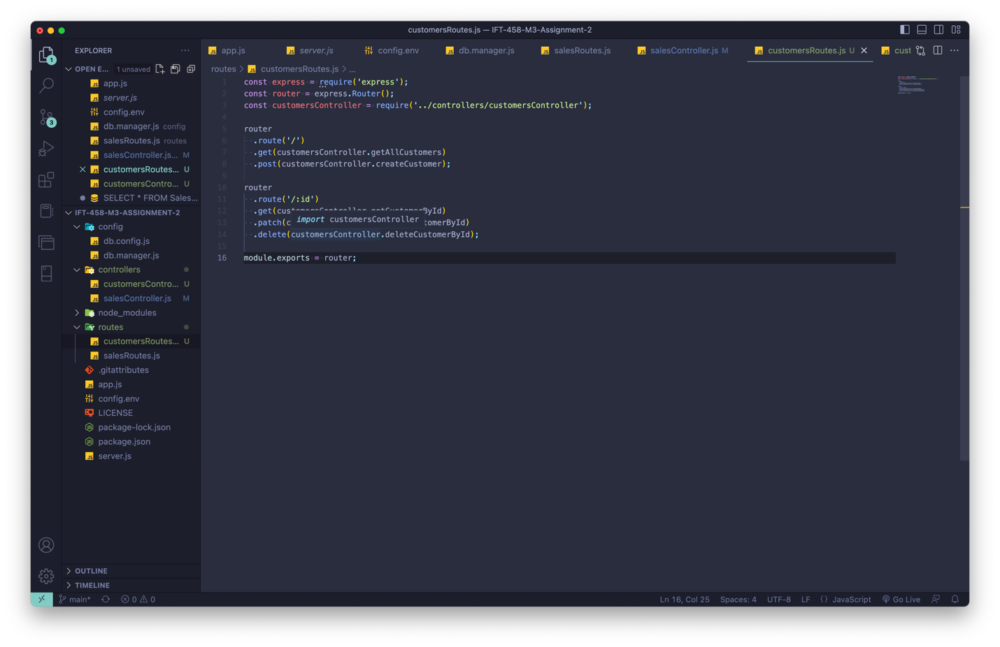 customersRoutes.js — IFT-458-M3-Assignment-2
EXPLORER
OPEN E... 1 unsaved
app.js
server.js
config.env
db.manager.js config
salesRoutes.js routes
salesController.js... M
customersRoutes... U
customersContro... U
SELECT * FROM Sales...
IFT-458-M3-ASSIGNMENT-2
config
db.config.js
db.manager.js
controllers
customersContro... U
salesController.js M
node_modules
routes
customersRoutes... U
salesRoutes.js
.gitattributes
app.js
config.env
LICENSE
package-lock.json
package.json
server.js
OUTLINE
TIMELINE
1
3
app.js server.js config.env db.manager.js salesRoutes.js salesController.js M customersRoutes.js U cust
routes > customersRoutes.js > ...
1 const express = require('express');
2 const router = express.Router();
3 const customersController = require('../controllers/customersController');
4
5 router
6 .route('/')
7 .get(customersController.getAllCustomers)
8 .post(customersController.createCustomer);
9
10 router
11 .route('/:id')
12 .get(customersController.getCustomerById)
13 .patch(c tomerById)
import customersController
14 .delete(customersController.deleteCustomerById);
15
16 module.exports = router;
main* 0 0 Ln 16, Col 25 Spaces: 4 UTF-8 LF {} JavaScript Go Live